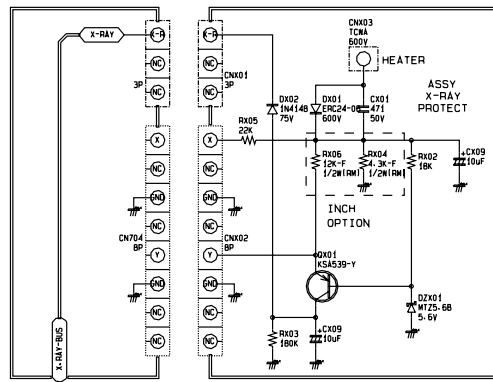 X-RAY
X-R
NC
NC
3P
X
NC
GND
NC
CN704
8P
Y
GND
NC
NC
X-RAY-BUS
X-R
NC
CNX01
NC
3P
X
NC
GND
NC
CNX02
8P
Y
GND
NC
NC
CNX03
TCWA
600V
HEATER
ASSY
X-RAY
PROTECT
DX02
1N4148
75V
DX01
600V
CX01
471
50V
RX05
22K
RX06
12K-F
1/2W(RM)
RX04
4.3K-F
1/2W(RM)
RX02
18K
+CX09
10uF
INCH
OPTION
QX01
KSA539-Y
DZX01
MTZ5.6B
5.6V
RX03
180K
+CX09
10uF